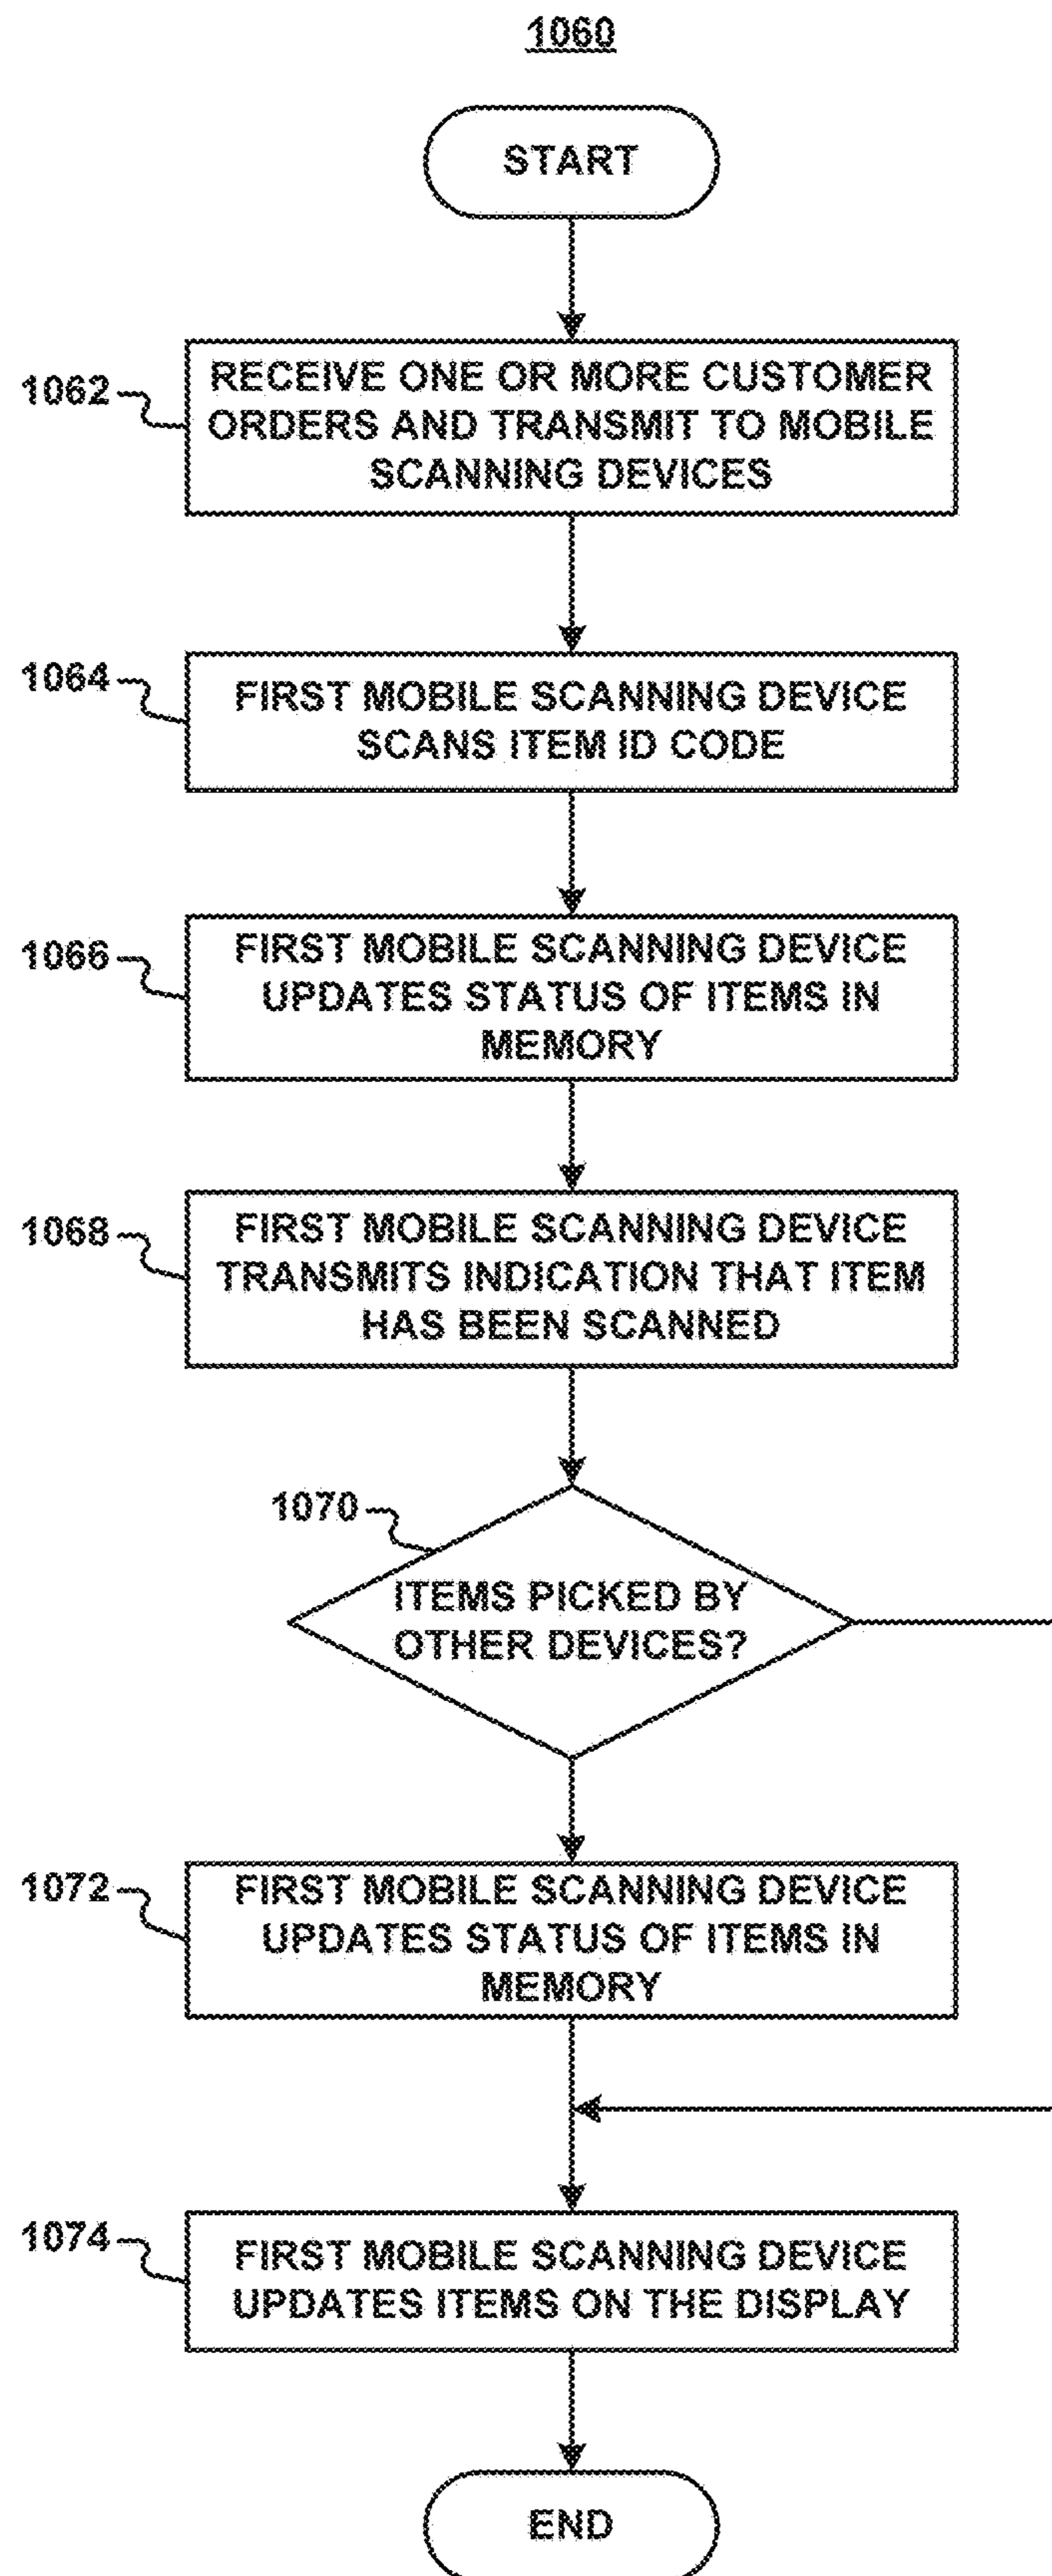 1060
START
1062
RECEIVE ONE OR MORE CUSTOMER
ORDERS AND TRANSMIT TO MOBILE
SCANNING DEVICES
1064
FIRST MOBILE SCANNING DEVICE
SCANS ITEM ID CODE
1066
FIRST MOBILE SCANNING DEVICE
UPDATES STATUS OF ITEMS IN
MEMORY
1068
FIRST MOBILE SCANNING DEVICE
TRANSMITS INDICATION THAT ITEM
HAS BEEN SCANNED
1070
ITEMS PICKED BY
OTHER DEVICES?
1072
FIRST MOBILE SCANNING DEVICE
UPDATES STATUS OF ITEMS IN
MEMORY
1074
FIRST MOBILE SCANNING DEVICE
UPDATES ITEMS ON THE DISPLAY
END